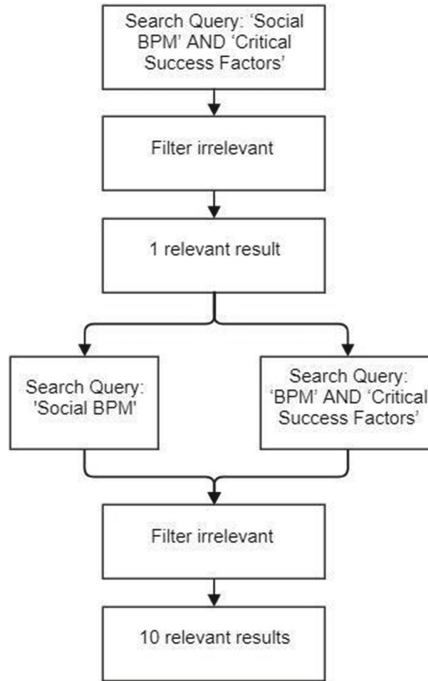 Search Query: ‘Social
BPM’ AND ‘Critical
Success Factors’
Filter irrelevant
1 relevant result
Search Query:
'Social BPM'
Search Query:
‘BPM’ AND ‘Critical
Success Factors’
Filter irrelevant
10 relevant results